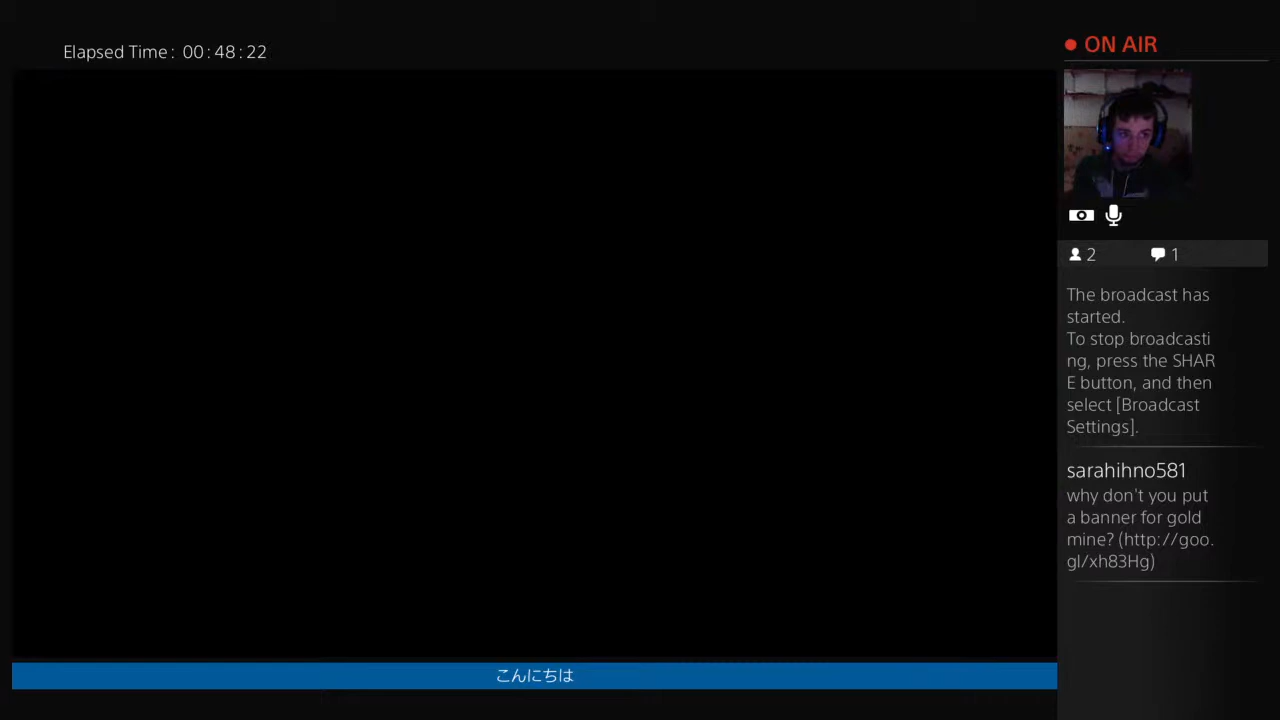 Elapsed Time: 00:48:22
ON AIR
2 1
The broadcast has
started.
To stop broadcasti
ng, press the SHAR
E button, and then
select [Broadcast
Settings].
sarahihno581
why don't you put
a banner for gold
mine? (http://goo.
gl/xh83Hg)
こんにちは